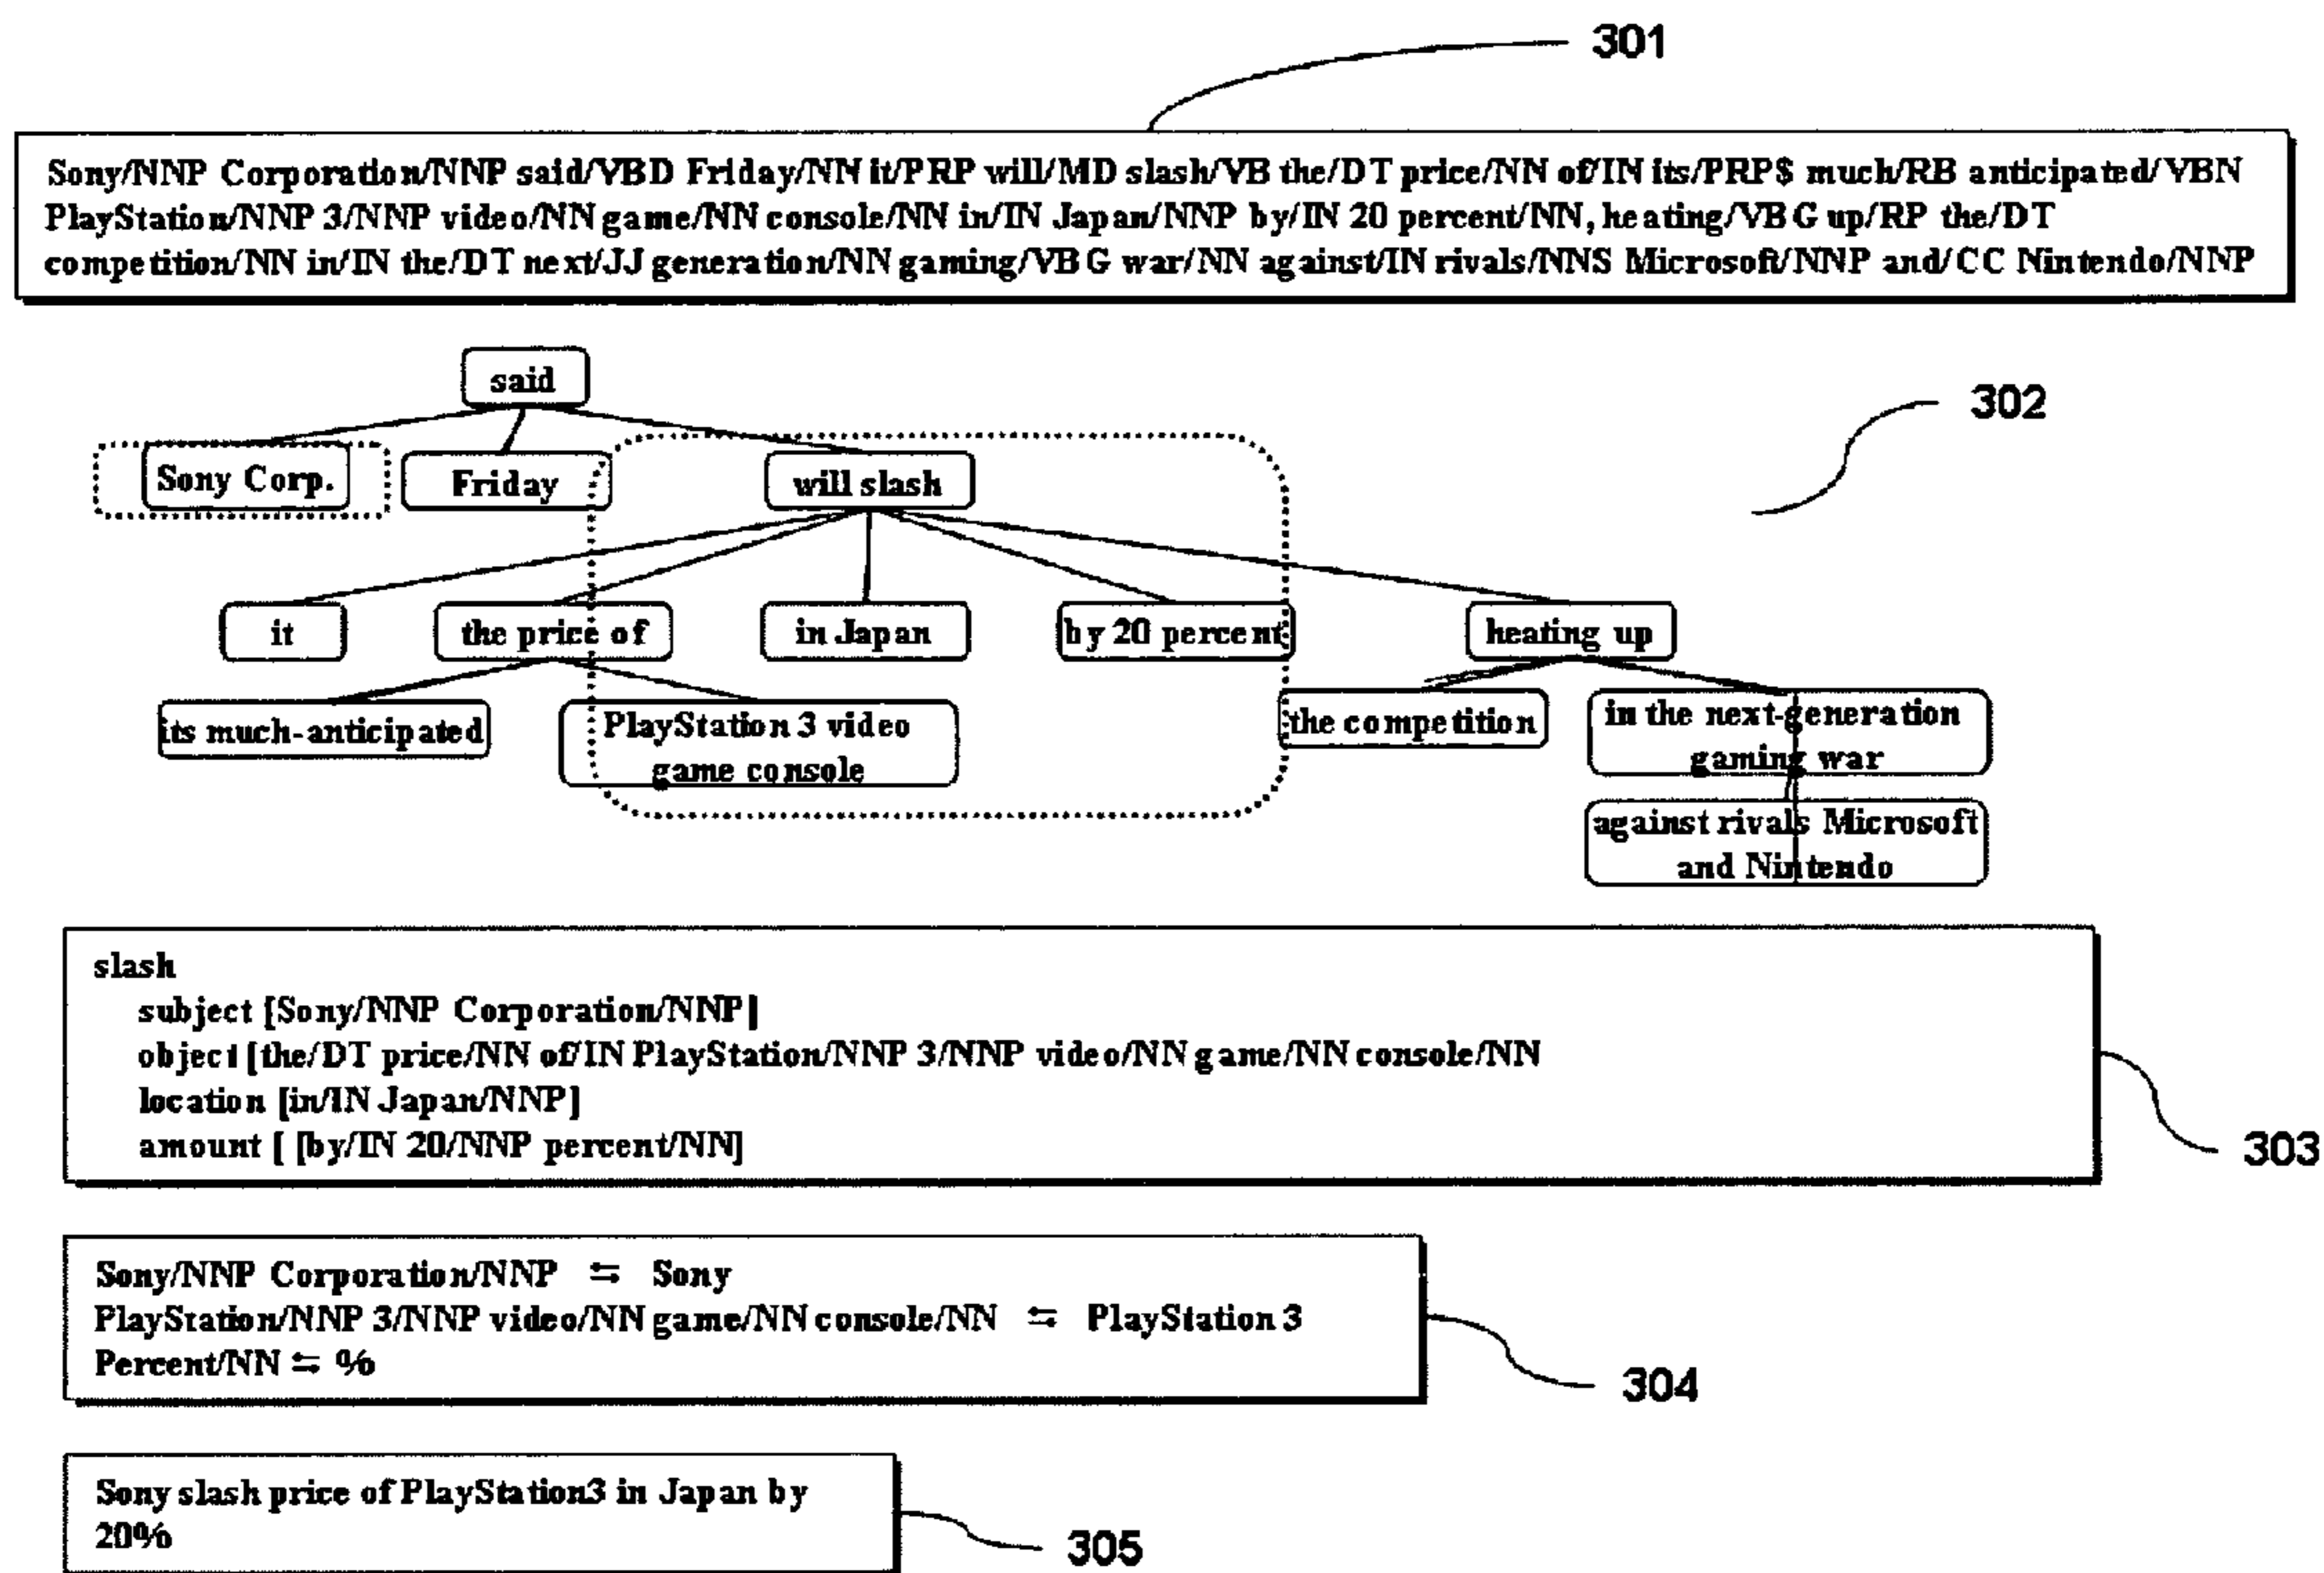 301
Sony/NNP Corporation/NNP said/VBD Friday/NN it/PRP will/MD slash/VB the/DT price/NN of/IN its/PRP$ much/RB anticipated/VBN
PlayStation/NNP 3/NNP video/NN game/NN console/NN in/IN Japan/NNP by/IN 20 percent/NN, heating/VBG up/RP the/DT
competition/NN in/IN the/DT next/JJ generation/NN gaming/VBG war/NN against/IN rivals/NNS Microsoft/NNP and/CC Nintendo/NNP
said
302
Sony Corp.
Friday
will slash
it
the price of
in Japan
by 20 percent
heating up
its much-anticipated
PlayStation 3 video
game console
the competition
in the next-generation
gaming war
against rivals Microsoft
and Nintendo
slash
subject [Sony/NNP Corporation/NNP]
object [the/DT price/NN of/IN PlayStation/NNP 3/NNP video/NN game/NN console/NN
location [in/IN Japan/NNP]
amount [ [by/IN 20/NNP percent/NN]
303
Sony/NNP Corporation/NNP ⇆ Sony
PlayStation/NNP 3/NNP video/NN game/NN console/NN ⇆ PlayStation 3
Percent/NN ⇆ %
304
Sony slash price of PlayStation3 in Japan by
20%
305